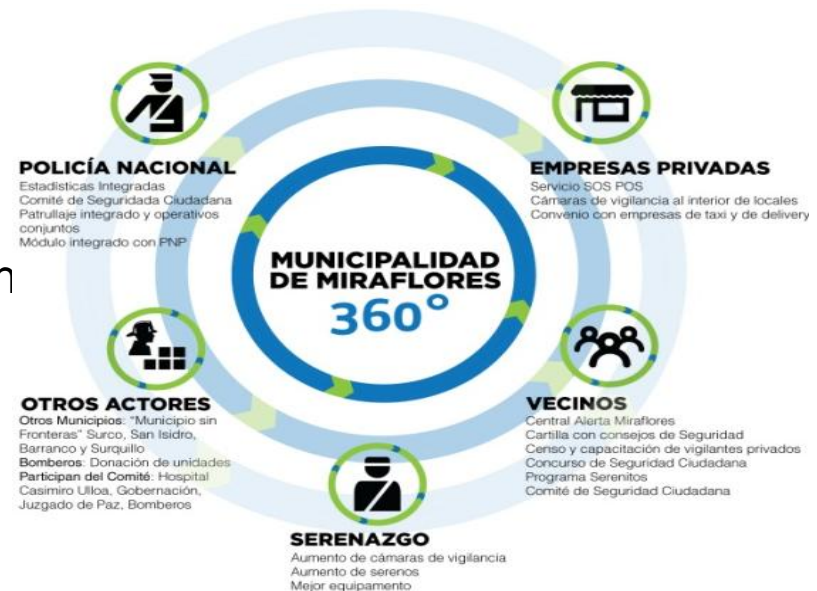 POLICÍA NACIONAL
Estadísticas Integradas
Comité de Seguridada Ciudadana
Patrullaje integrado y operativos
conjuntos
Módulo integrado con PNP
EMPRESAS PRIVADAS
Servicio SOS POS
Cámaras de vigilancia al interior de locales
Convenio con empresas de taxi y de delivery
MUNICIPALIDAD
DE MIRAFLORES
360°
OTROS ACTORES
Otros Municipios: "Municipio sin
Fronteras" Surco, San Isidro,
Barranco y Surquillo
Bomberos: Donación de unidades
Participan del Comité: Hospital
Casimiro Ulloa, Gobernación,
Juzgado de Paz, Bomberos
VECINOS
Central Alerta Miraflores
Cartilla con consejos de Seguridad
Censo y capacitación de vigilantes privados
Concurso de Seguridad Ciudadana
Programa Serenitos
Comité de Seguridad Ciudadana
SERENAZGO
Aumento de cámaras de vigilancia
Aumento de serenos
Mejor equipamento